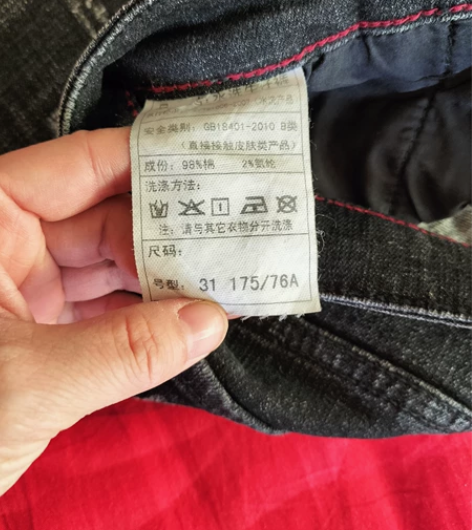 安全类别: GB18401-2010 B类
(直接接触皮肤类产品)
成份: 98%棉 2%氨纶
洗涤方法:
注: 请与其它衣物分开洗涤
尺码:
号型: 31 175/76A